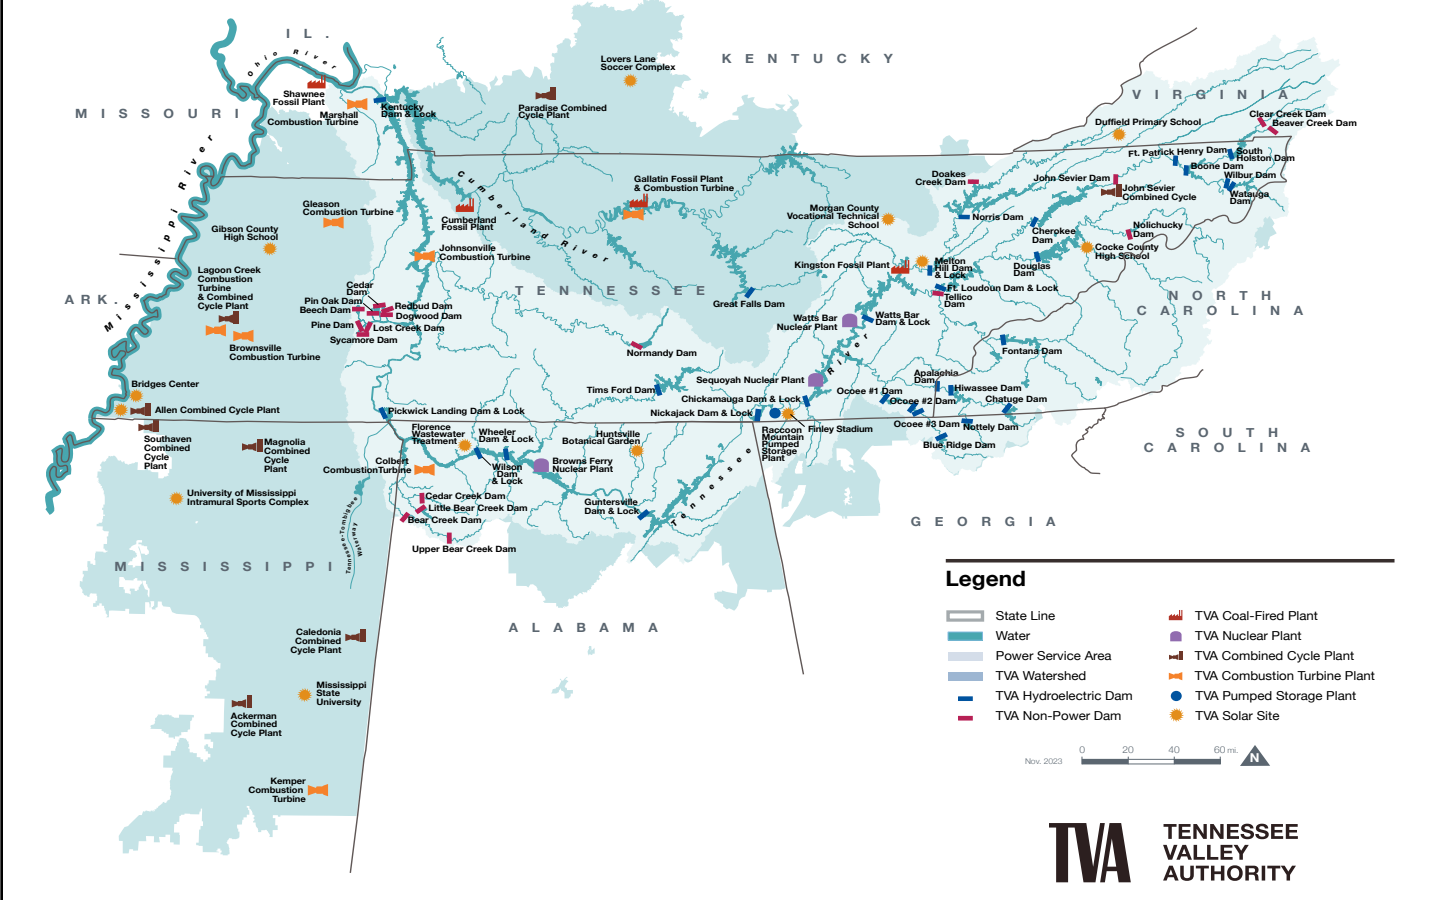 I L .
K E N T U C K Y
M I S S O U R I
V I R G I N I A
A R K .
T E N N E S S E E
N O R T H
C A R O L I N A
S O U T H
C A R O L I N A
G E O R G I A
A L A B A M A
M I S S I S S I P P I
Ohio River
Mississippi River
Cumberland River
Tennessee
River
Tennessee-Tombigbee
Waterway
Shawnee
Fossil Plant
Marshall
Combustion Turbine
Kentucky
Dam & Lock
Paradise Combined
Cycle Plant
Lovers Lane
Soccer Complex
Gleason
Combustion Turbine
Gibson County
High School
Cumberland
Fossil Plant
Johnsonville
Combustion Turbine
Gallatin Fossil Plant
& Combustion Turbine
Lagoon Creek
Combustion
Turbine
& Combined
Cycle Plant
Brownsville
Combustion Turbine
Cedar
Dam
Pin Oak Dam
Beech Dam
Pine Dam
Sycamore Dam
Redbud Dam
Dogwood Dam
Lost Creek Dam
Great Falls Dam
Normandy Dam
Tims Ford Dam
Bridges Center
Allen Combined Cycle Plant
Southaven
Combined
Cycle
Plant
Magnolia
Combined
Cycle
Plant
University of Mississippi
Intramural Sports Complex
Pickwick Landing Dam & Lock
Florence
Wastewater
Treatment
Wheeler
Dam & Lock
Wilson
Dam
& Lock
Colbert
CombustionTurbine
Browns Ferry
Nuclear Plant
Huntsville
Botanical Garden
Guntersville
Dam & Lock
Cedar Creek Dam
Little Bear Creek Dam
Bear Creek Dam
Upper Bear Creek Dam
Caledonia
Combined
Cycle Plant
Mississippi
State
University
Ackerman
Combined
Cycle Plant
Kemper
Combustion
Turbine
Duffield Primary School
Clear Creek Dam
Beaver Creek Dam
Ft. Patrick Henry Dam
South
Holston Dam
Boone Dam
Wilbur Dam
Watauga
Dam
Doakes
Creek Dam
John Sevier Dam
John Sevier
Combined Cycle
Morgan County
Vocational Technical
School
Norris Dam
Cherokee
Dam
Nolichucky
Dam
Cocke County
High School
Douglas
Dam
Kingston Fossil Plant
Melton
Hill Dam
& Lock
Ft. Loudoun Dam & Lock
Tellico
Dam
Watts Bar
Nuclear Plant
Watts Bar
Dam & Lock
Fontana Dam
Sequoyah Nuclear Plant
Chickamauga Dam & Lock
Nickajack Dam & Lock
Raccoon
Mountain
Pumped
Storage
Plant
Finley Stadium
Apalachia
Dam
Ocoee #1 Dam
Ocoee #2 Dam
Ocoee #3 Dam
Hiwassee Dam
Chatuge Dam
Nottely Dam
Blue Ridge Dam
Legend
State Line
Water
Power Service Area
TVA Watershed
TVA Hydroelectric Dam
TVA Non-Power Dam
TVA Coal-Fired Plant
TVA Nuclear Plant
TVA Combined Cycle Plant
TVA Combustion Turbine Plant
TVA Pumped Storage Plant
TVA Solar Site
Nov. 2023
0 20 40 60 mi.
N
TVA
TENNESSEE
VALLEY
AUTHORITY